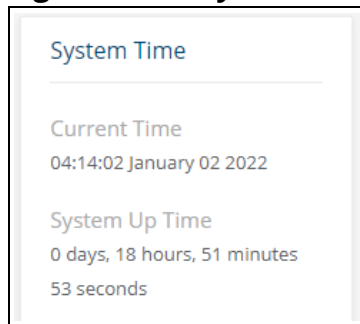 System Time
Current Time
04:14:02 January 02 2022
System Up Time
0 days, 18 hours, 51 minutes
53 seconds